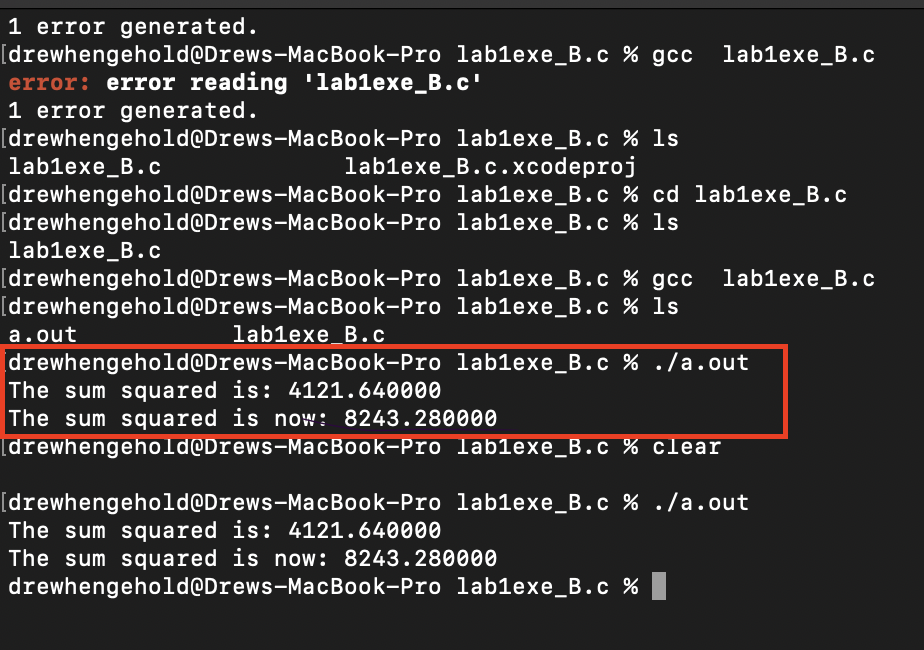 1 error generated.
[drewhengehold@Drews-MacBook-Pro lab1exe_B.c % gcc  lab1exe_B.c
error: error reading 'lab1exe_B.c'
1 error generated.
[drewhengehold@Drews-MacBook-Pro lab1exe_B.c % ls
lab1exe_B.c             lab1exe_B.c.xcodeproj
[drewhengehold@Drews-MacBook-Pro lab1exe_B.c % cd lab1exe_B.c
[drewhengehold@Drews-MacBook-Pro lab1exe_B.c % ls
lab1exe_B.c
[drewhengehold@Drews-MacBook-Pro lab1exe_B.c % gcc  lab1exe_B.c
[drewhengehold@Drews-MacBook-Pro lab1exe_B.c % ls
a.out           lab1exe_B.c
[drewhengehold@Drews-MacBook-Pro lab1exe_B.c % ./a.out
The sum squared is: 4121.640000
The sum squared is now: 8243.280000
[drewhengehold@Drews-MacBook-Pro lab1exe_B.c % clear
[drewhengehold@Drews-MacBook-Pro lab1exe_B.c % ./a.out
The sum squared is: 4121.640000
The sum squared is now: 8243.280000
drewhengehold@Drews-MacBook-Pro lab1exe_B.c %